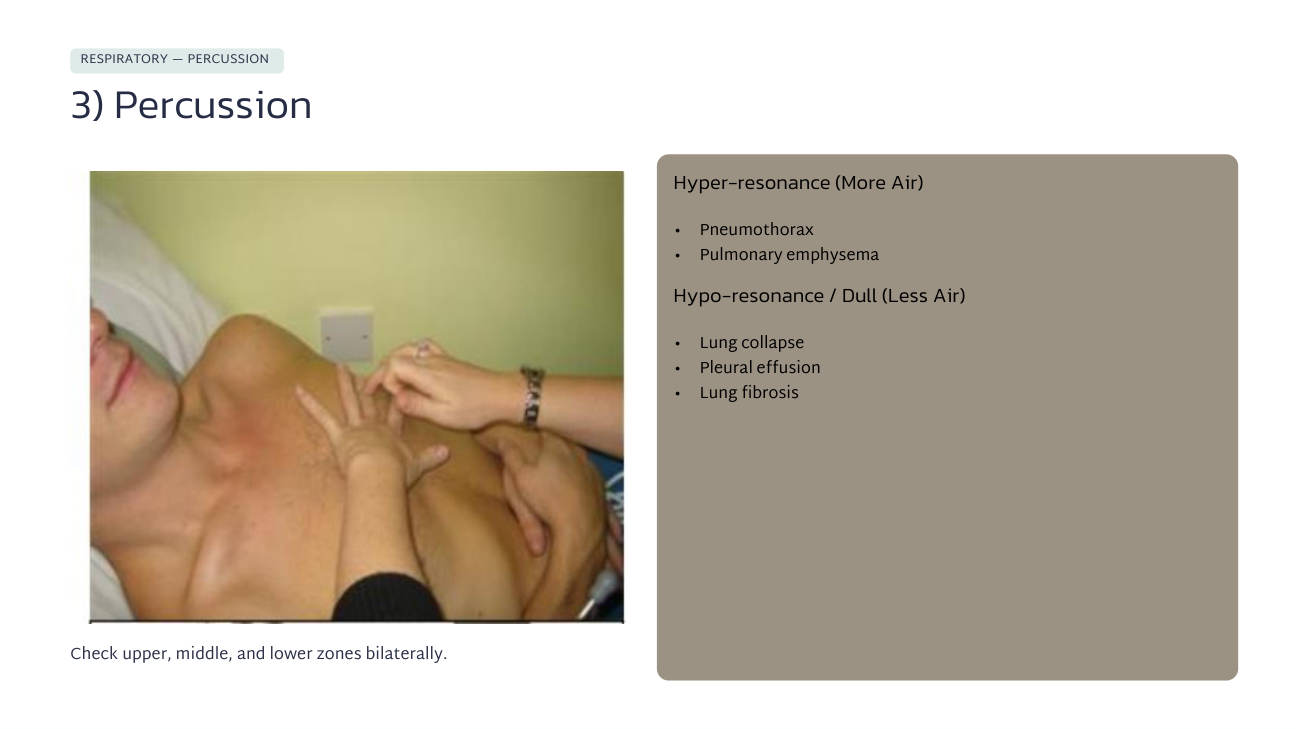 RESPIRATORY — PERCUSSION
3) Percussion
Check upper, middle, and lower zones bilaterally.
Hyper-resonance (More Air)
• Pneumothorax
• Pulmonary emphysema
Hypo-resonance / Dull (Less Air)
• Lung collapse
• Pleural effusion
• Lung fibrosis